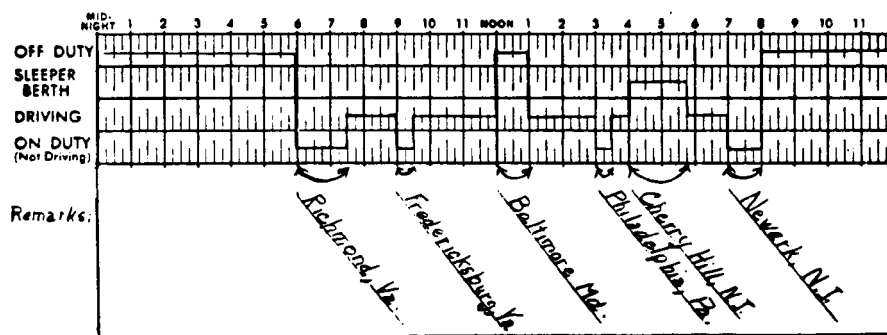 MID-
NIGHT 1 2 3 4 5 6 7 8 9 10 11 NOON 1 2 3 4 5 6 7 8 9 10 11
OFF DUTY
SLEEPER
BERTH
DRIVING
ON DUTY
(Not Driving)
Remarks:
Richmond, Va.
Fredericksburg, Va
Baltimore Md.
Philadelphia, Pa.
Cherry Hill, N.J.
Newark, N.J.